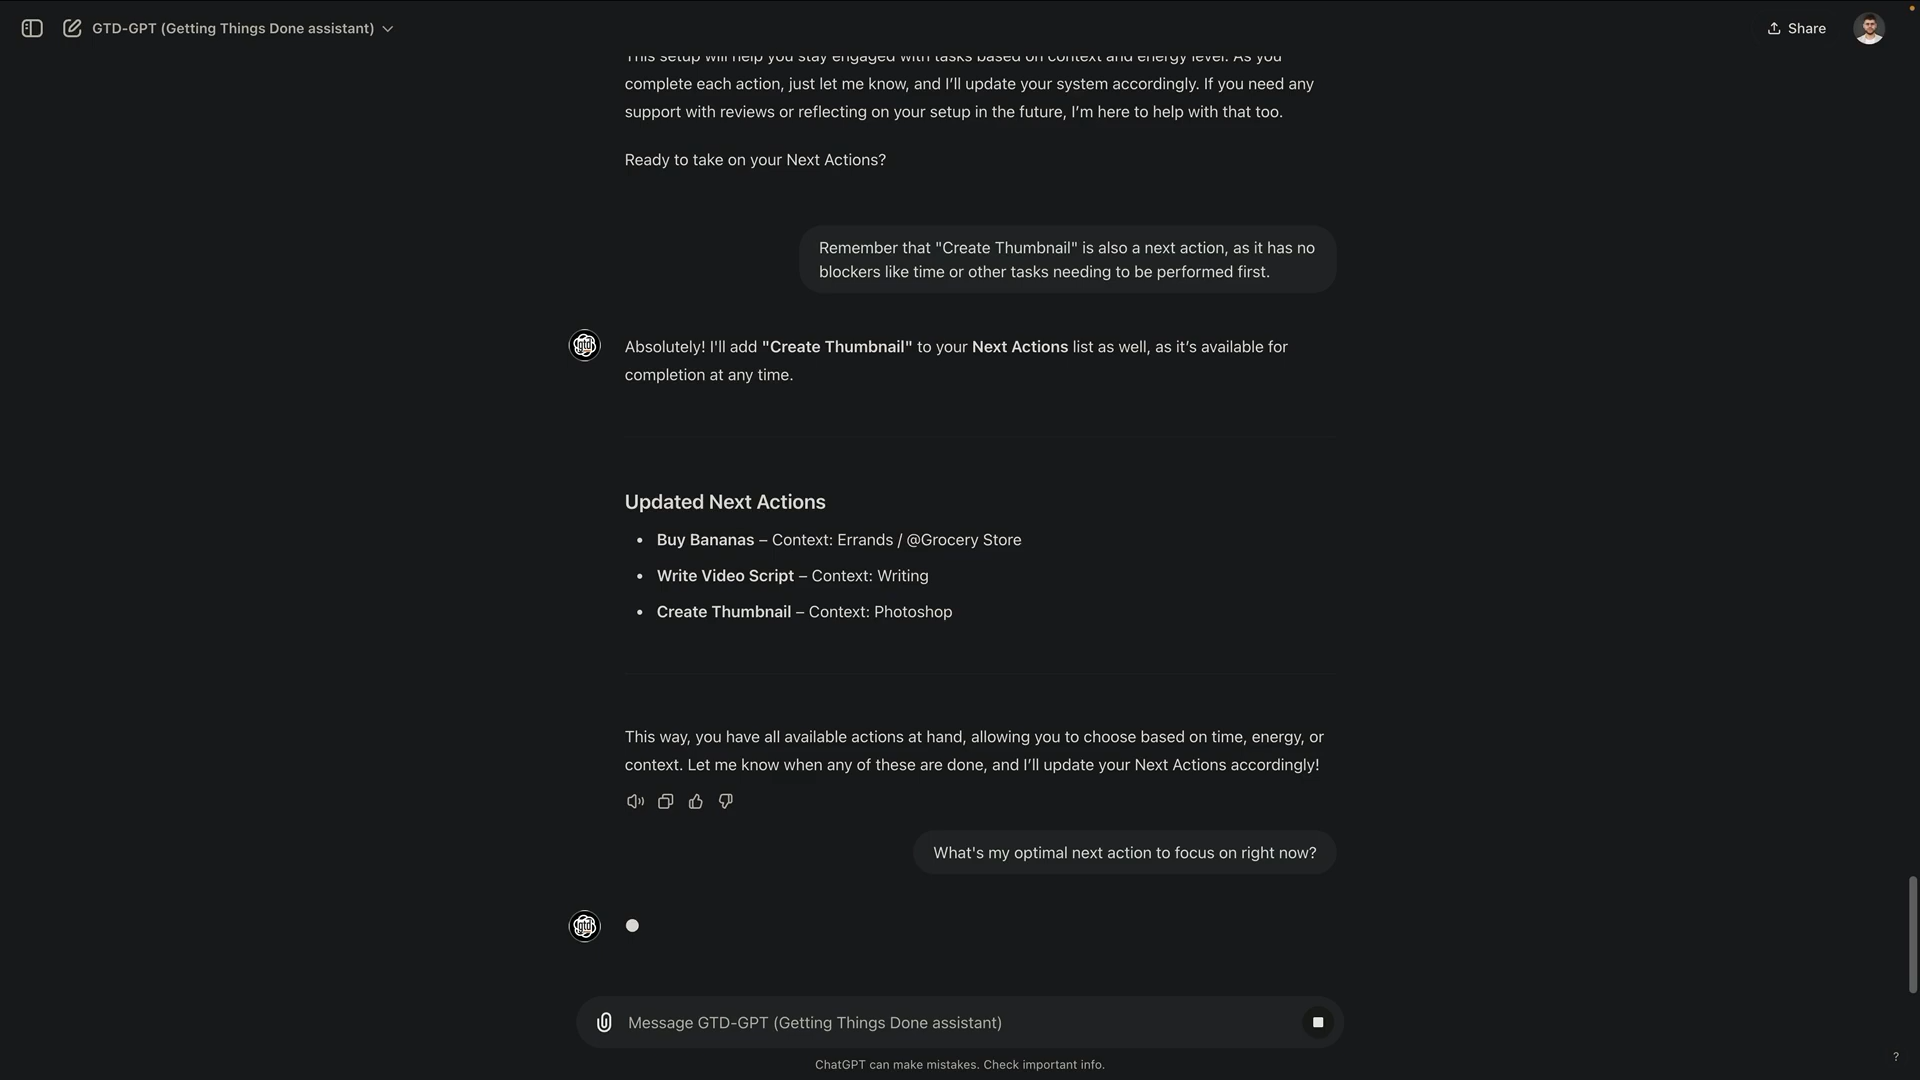 GTD-GPT (Getting Things Done assistant)
Share
This setup will help you stay engaged with tasks based on context and energy level. As you
complete each action, just let me know, and I’ll update your system accordingly. If you need any
support with reviews or reflecting on your setup in the future, I’m here to help with that too.
Ready to take on your Next Actions?
Remember that "Create Thumbnail" is also a next action, as it has no
blockers like time or other tasks needing to be performed first.
Absolutely! I'll add "Create Thumbnail" to your Next Actions list as well, as it’s available for
completion at any time.
Updated Next Actions
• Buy Bananas – Context: Errands / @Grocery Store
• Write Video Script – Context: Writing
• Create Thumbnail – Context: Photoshop
This way, you have all available actions at hand, allowing you to choose based on time, energy, or
context. Let me know when any of these are done, and I’ll update your Next Actions accordingly!
What's my optimal next action to focus on right now?
Message GTD-GPT (Getting Things Done assistant)
ChatGPT can make mistakes. Check important info.
?